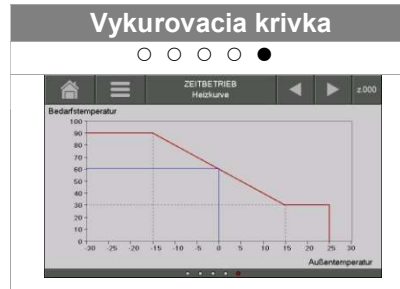 Vykurovacia krivka
ZEITBETRIEB
Heizkurve
z.000
Bedarfstemperatur
100
90
80
70
60
50
40
30
20
10
0
-30 -25 -20 -15 -10 -5 0 5 10 15 20 25 30
Außentemperatur